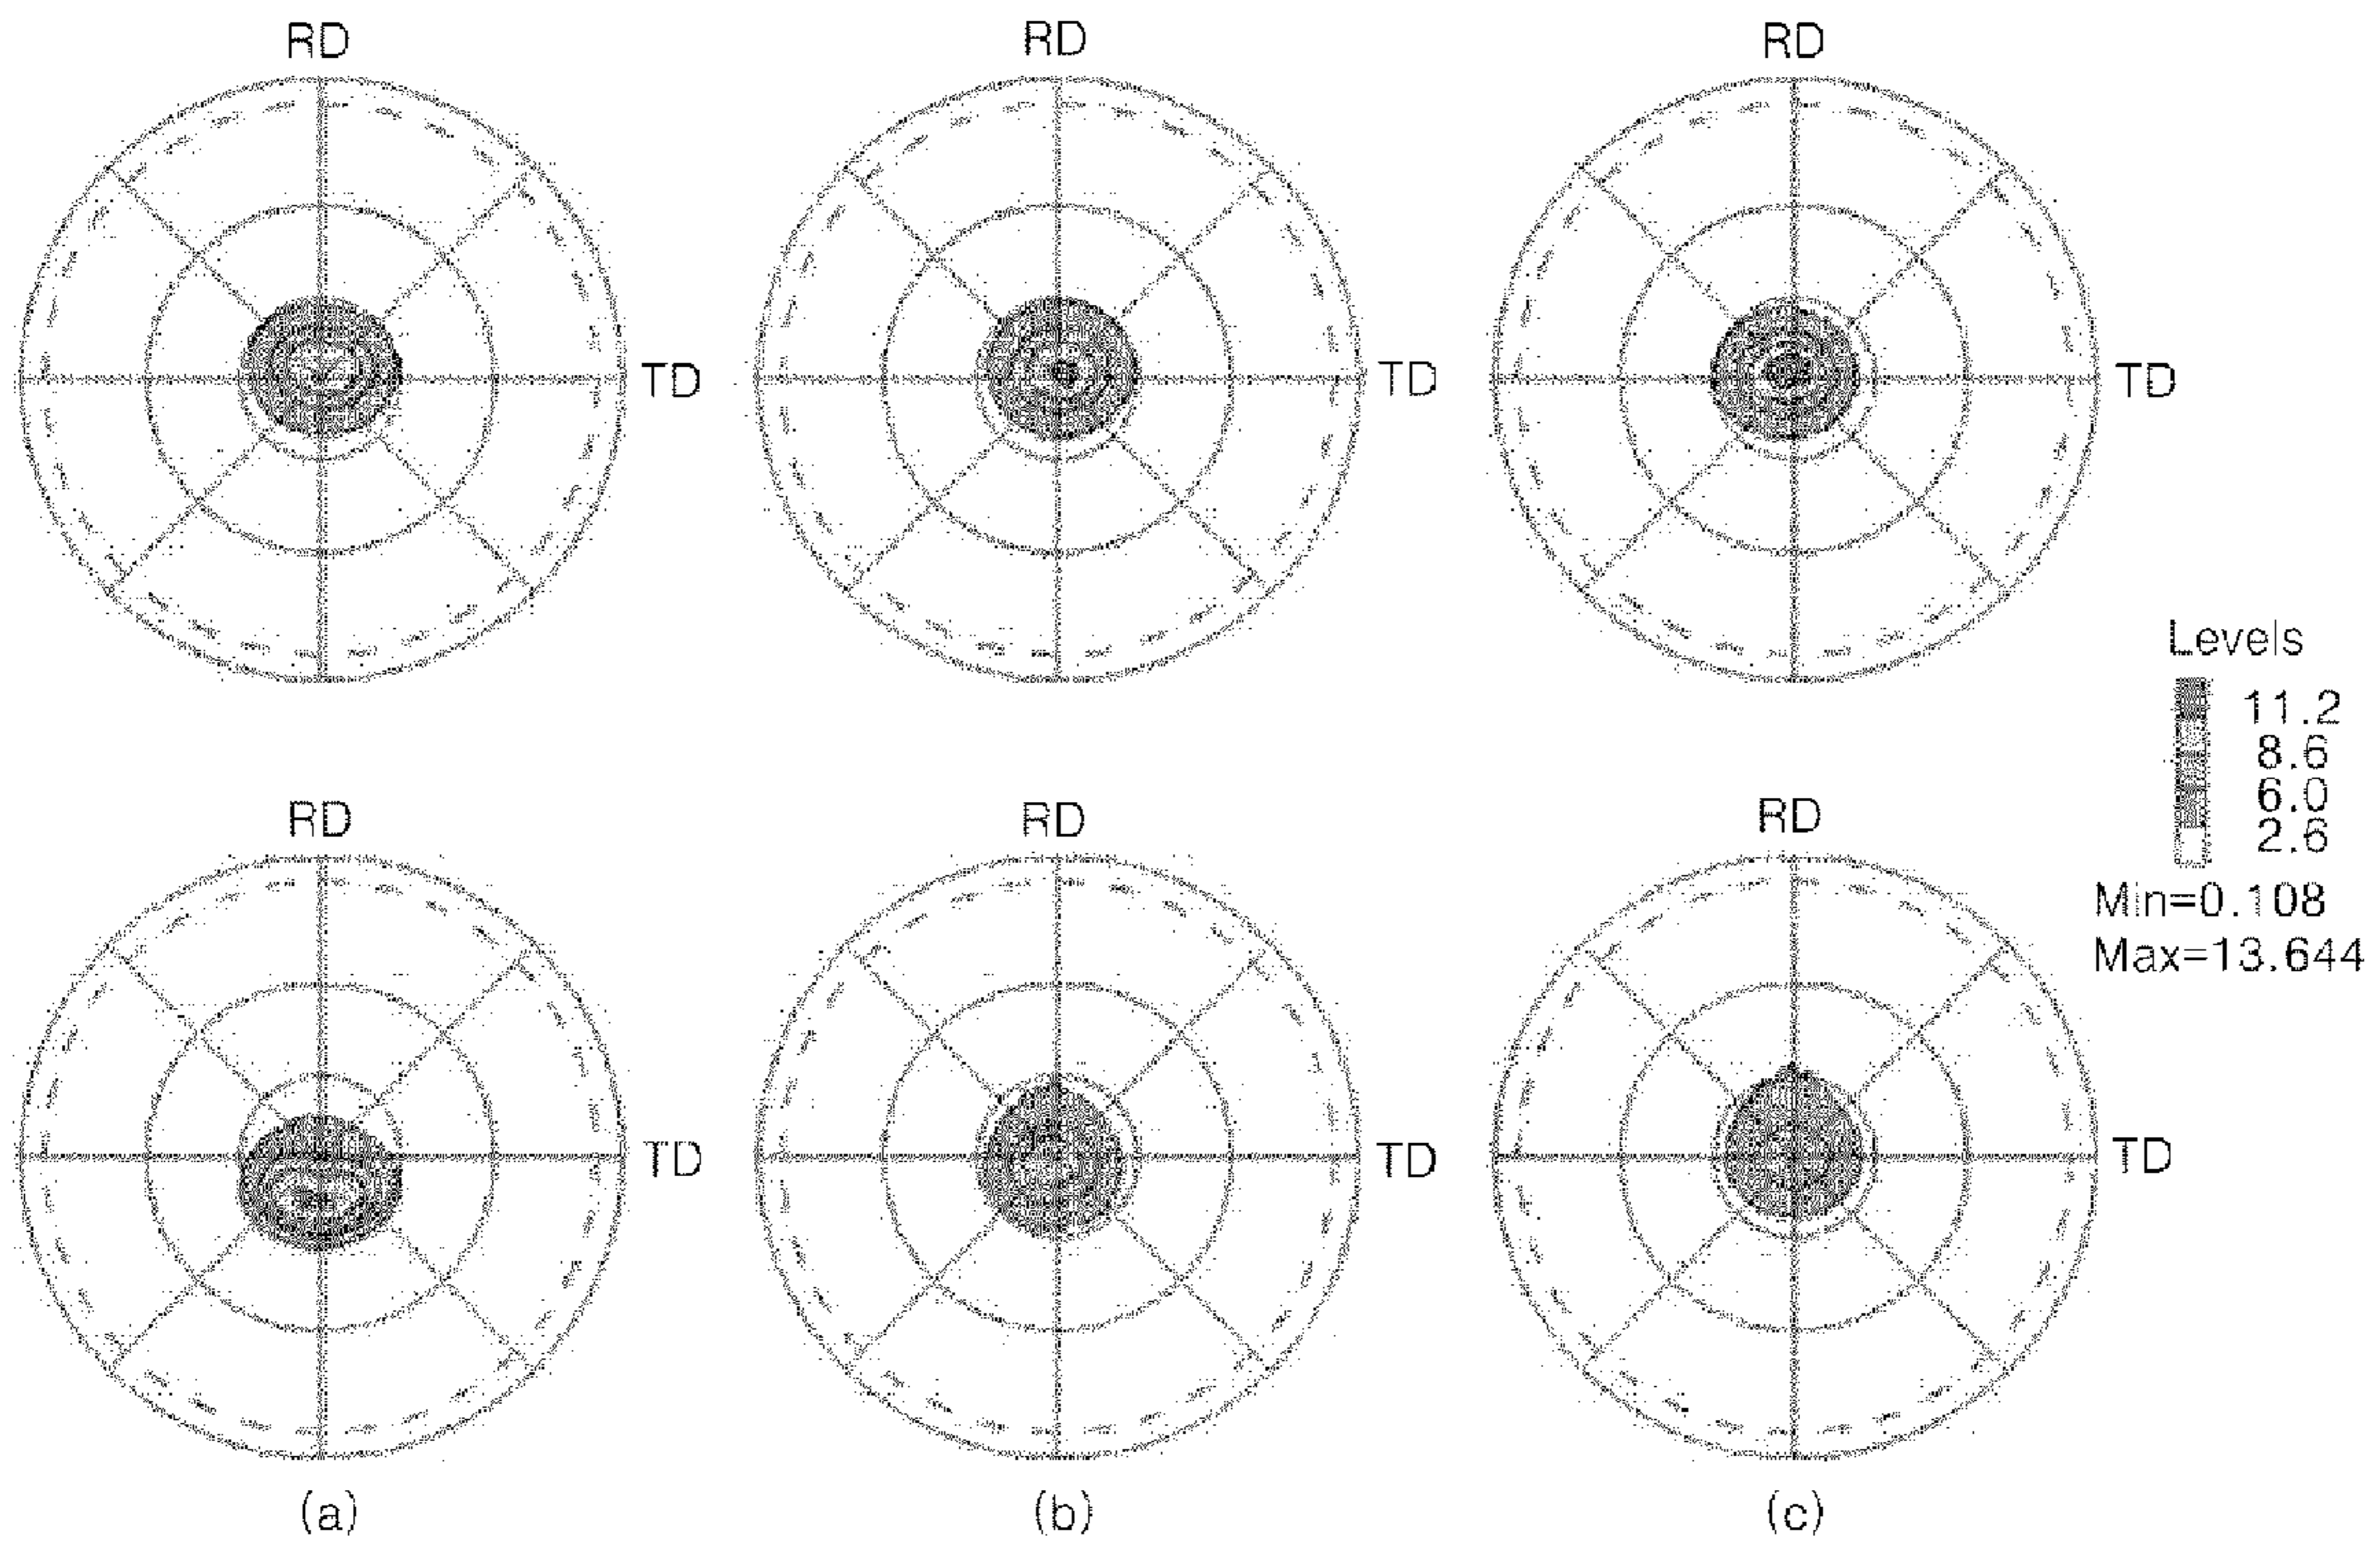 RD
RD
RD
TD
TD
TD
Levels
11.2
8.6
6.0
2.6
Min=0.108
Max=13.644
RD
RD
RD
TD
TD
TD
(a)
(b)
(c)